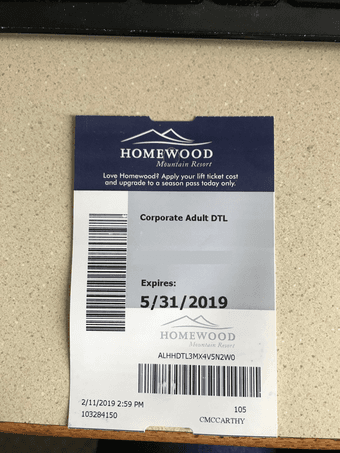 HOMEWOOD
Mountain Resort
Love Homewood? Apply your lift ticket cost
and upgrade to a season pass today only.
Corporate Adult DTL
Expires:
5/31/2019
HOMEWOOD
Mountain Resort
ALHHDTL3MX4V5N2W0
2/11/2019 2:59 PM
105
103284150
CMCCARTHY